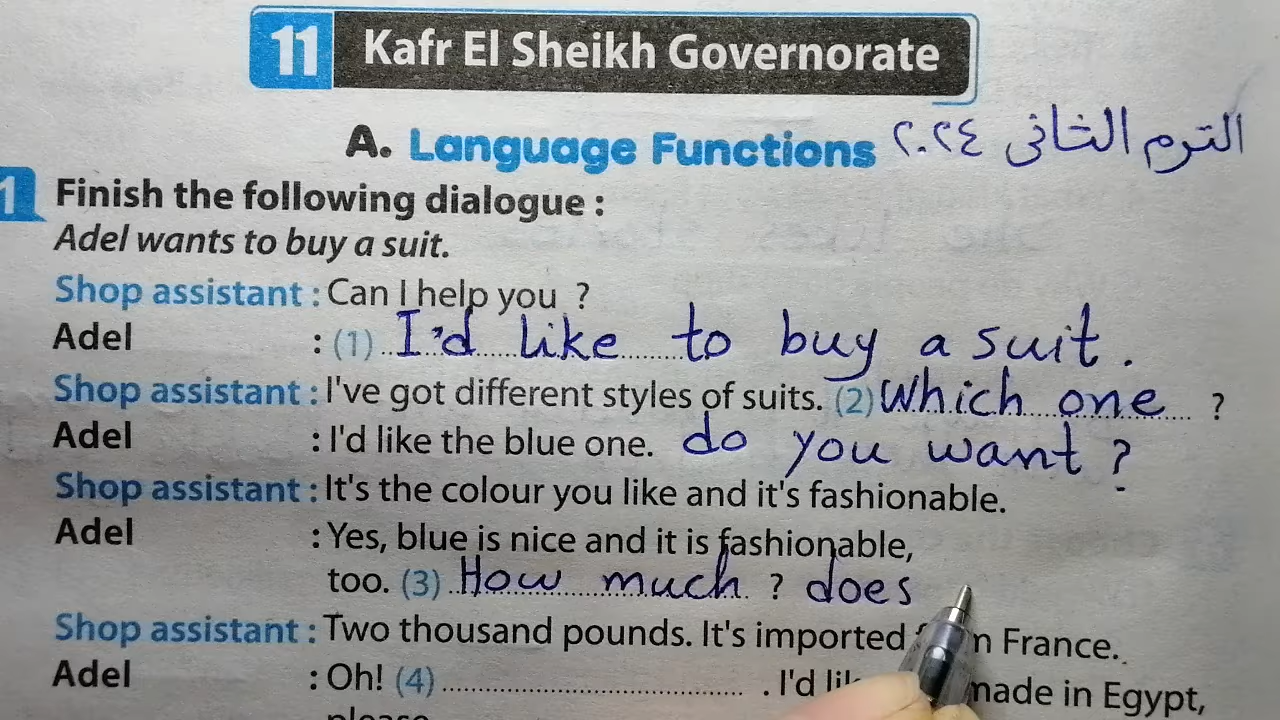 11 Kafr El Sheikh Governorate
A. Language Functions الترم الثانى ٢٠٢٤
1 Finish the following dialogue :
Adel wants to buy a suit.
Shop assistant : Can I help you ?
Adel : (1) I'd like to buy a suit.
Shop assistant : I've got different styles of suits. (2) Which one ?
Adel : I'd like the blue one. do you want ?
Shop assistant : It's the colour you like and it's fashionable.
Adel : Yes, blue is nice and it is fashionable,
too. (3) How much ? does
Shop assistant : Two thousand pounds. It's imported France.
Adel : Oh! (4) ........................................ . I'd made in Egypt,
please